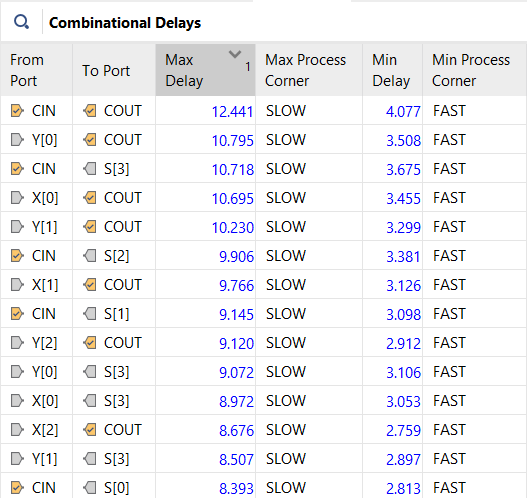 Combinational Delays
From Port To Port Max Delay 1 Max Process Corner Min Delay Min Process Corner
CIN COUT 12.441 SLOW 4.077 FAST
Y[0] COUT 10.795 SLOW 3.508 FAST
CIN S[3] 10.718 SLOW 3.675 FAST
X[0] COUT 10.695 SLOW 3.455 FAST
Y[1] COUT 10.230 SLOW 3.299 FAST
CIN S[2] 9.906 SLOW 3.381 FAST
X[1] COUT 9.766 SLOW 3.126 FAST
CIN S[1] 9.145 SLOW 3.098 FAST
Y[2] COUT 9.120 SLOW 2.912 FAST
Y[0] S[3] 9.072 SLOW 3.106 FAST
X[0] S[3] 8.972 SLOW 3.053 FAST
X[2] COUT 8.676 SLOW 2.759 FAST
Y[1] S[3] 8.507 SLOW 2.897 FAST
CIN S[0] 8.393 SLOW 2.813 FAST